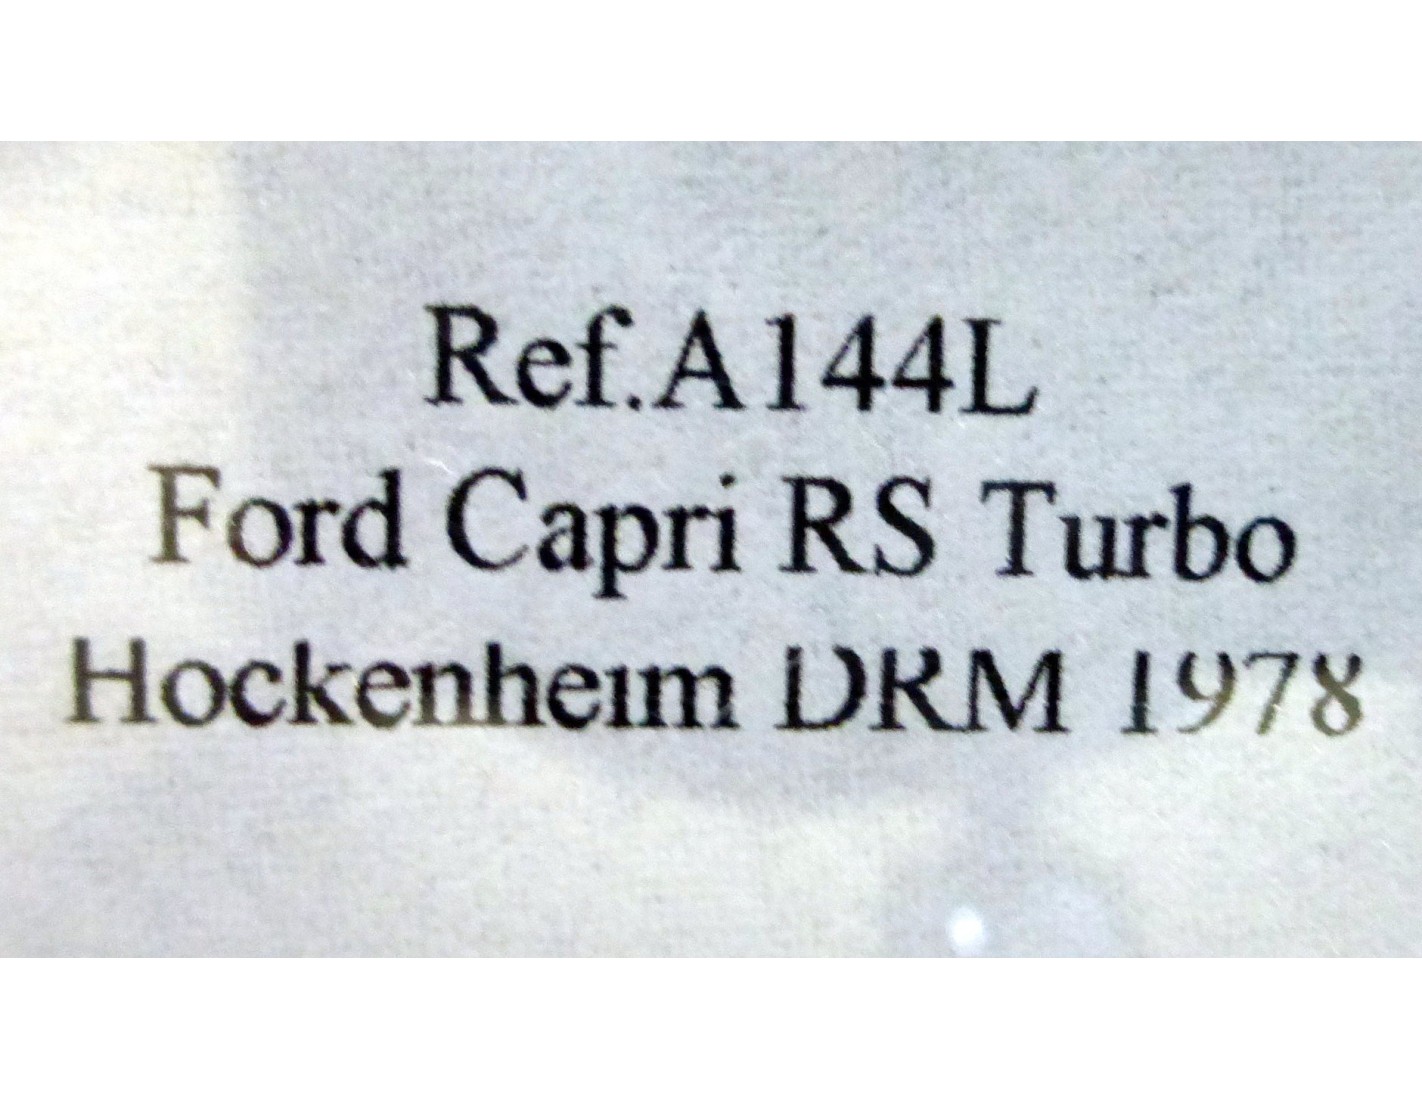 Ref.A144L
Ford Capri RS Turbo
Hockenheim DRM 1978